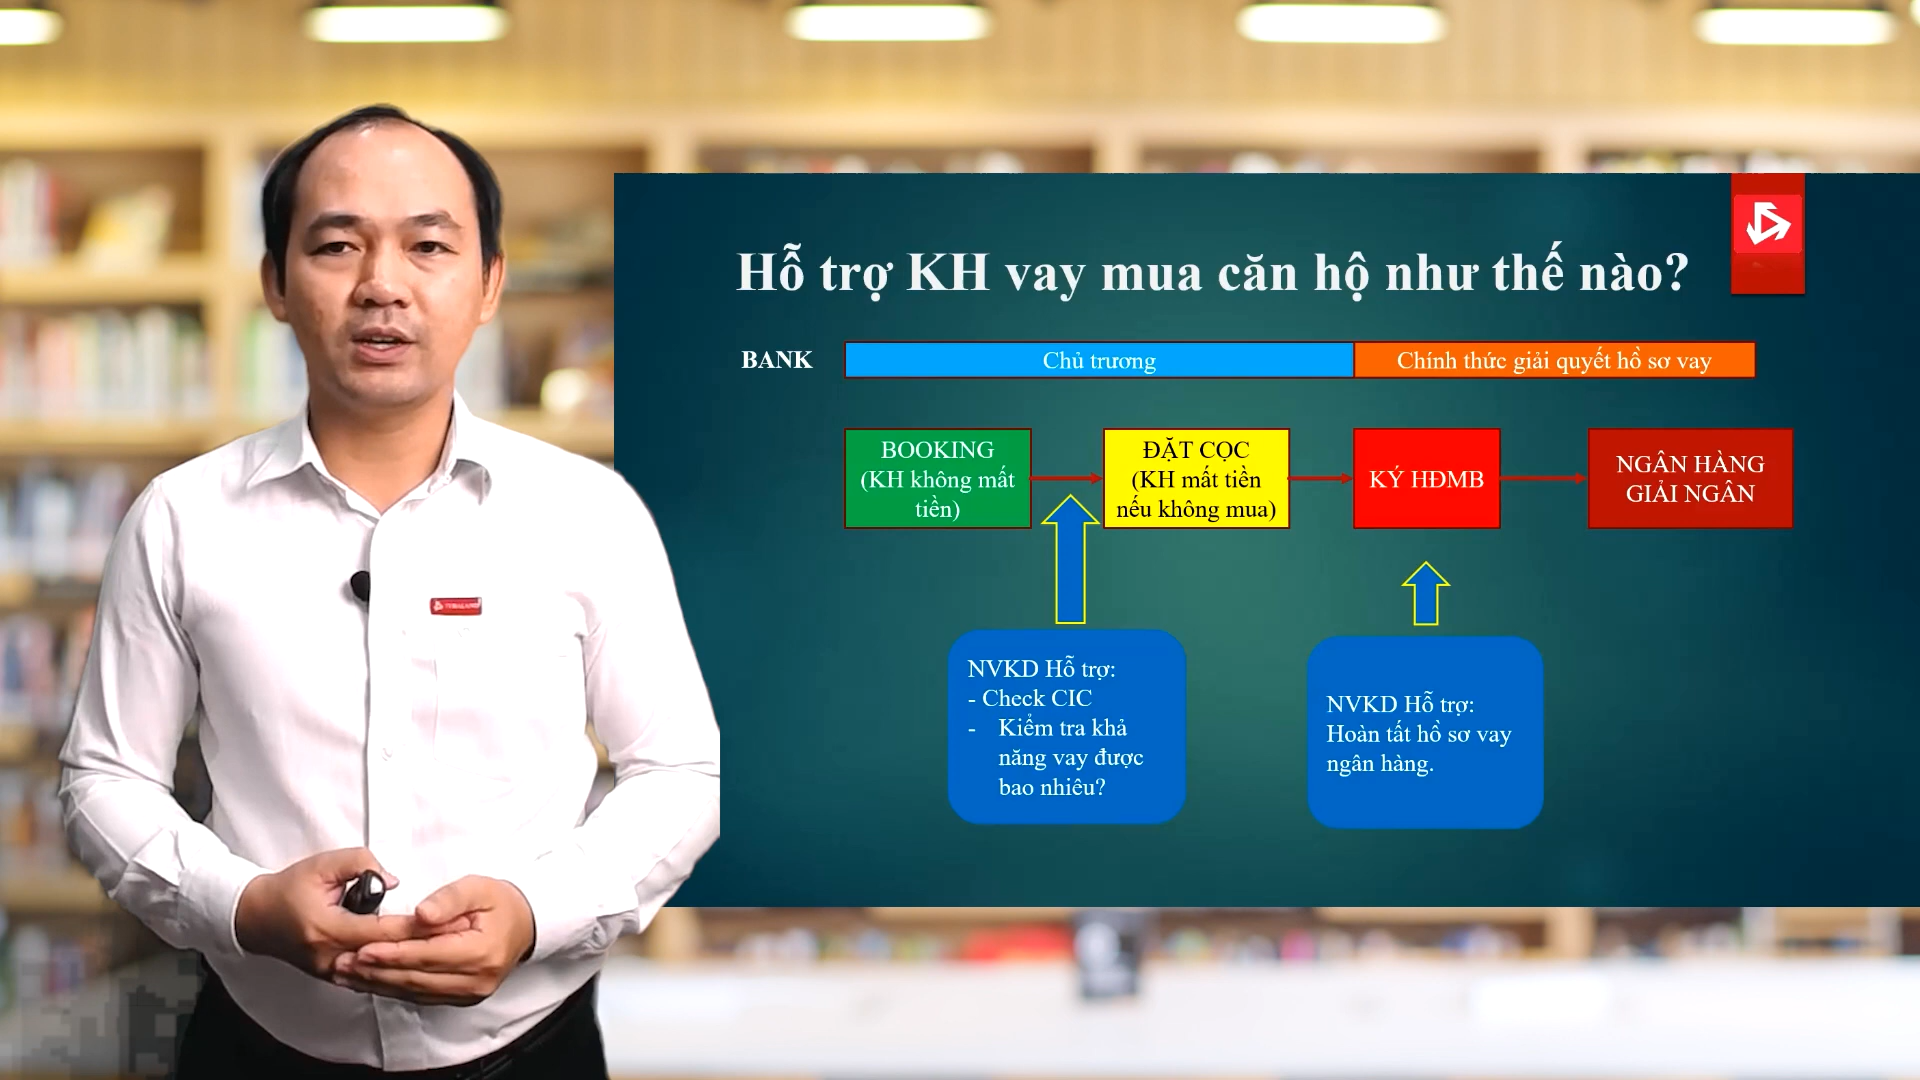 Hỗ trợ KH vay mua căn hộ như thế nào?
BANK
Chủ trương
Chính thức giải quyết hồ sơ vay
BOOKING
(KH không mất
tiền)
ĐẶT CỌC
(KH mất tiền
nếu không mua)
KÝ HĐMB
NGÂN HÀNG
GIẢI NGÂN
NVKD Hỗ trợ:
- Check CIC
- Kiểm tra khả
năng vay được
bao nhiêu?
NVKD Hỗ trợ:
Hoàn tất hồ sơ vay
ngân hàng.